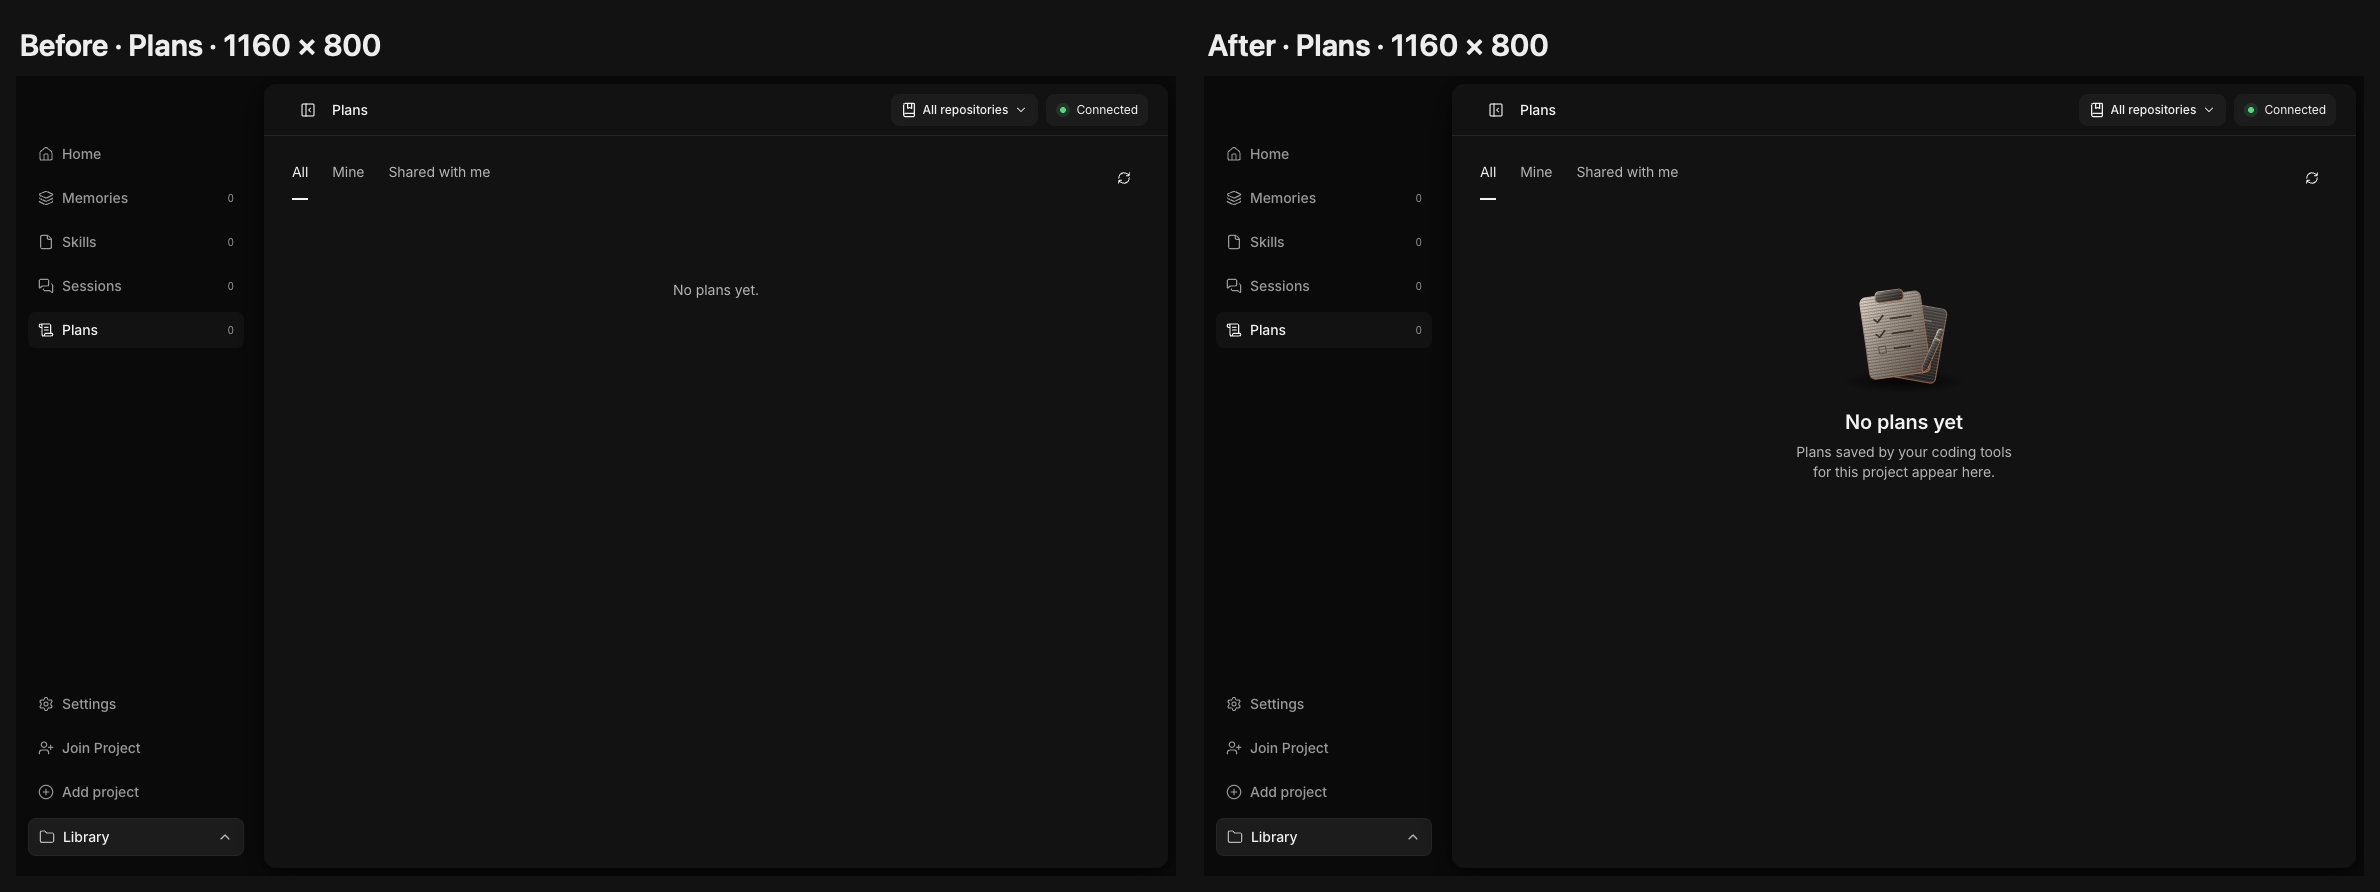 Before · Plans · 1160 × 800
Plans
All repositories
Connected
Home
Memories 0
Skills 0
Sessions 0
Plans 0
All Mine Shared with me
No plans yet.
Settings
Join Project
Add project
Library
After · Plans · 1160 × 800
Plans
All repositories
Connected
Home
Memories 0
Skills 0
Sessions 0
Plans 0
All Mine Shared with me
No plans yet
Plans saved by your coding tools
for this project appear here.
Settings
Join Project
Add project
Library